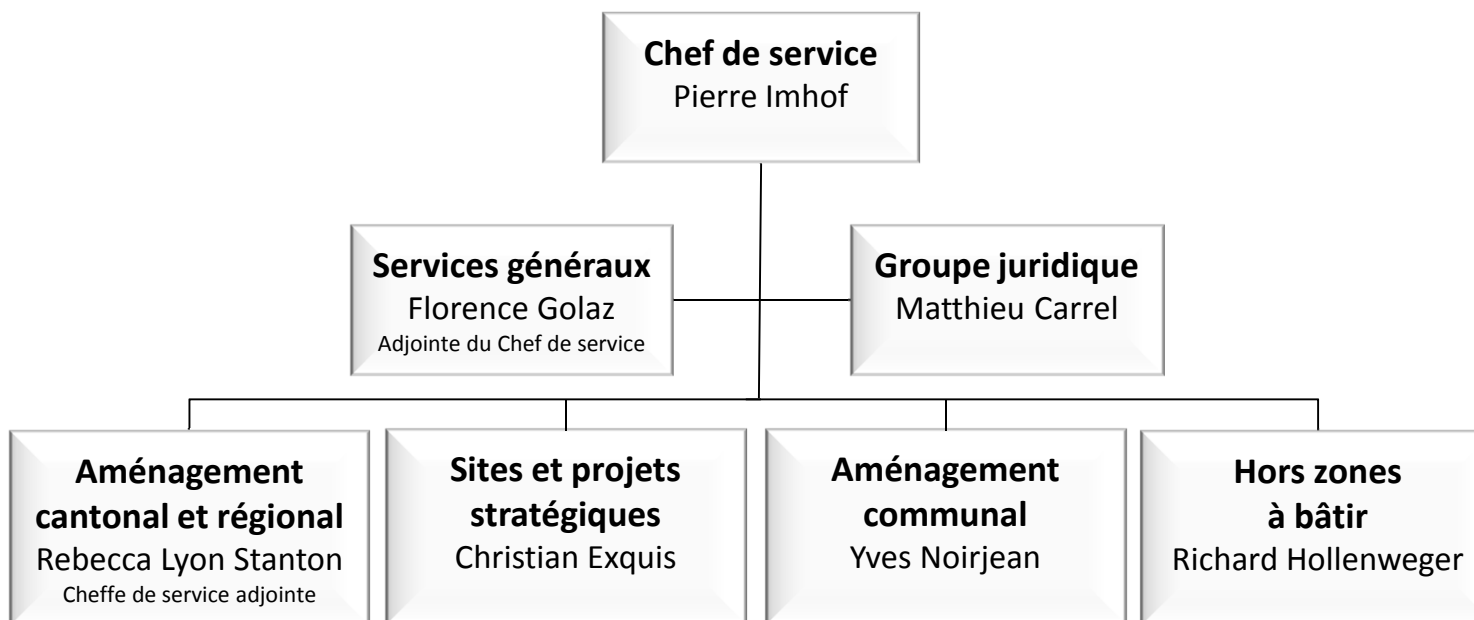 Chef de service
Pierre Imhof
Services généraux
Florence Golaz
Adjointe du Chef de service
Groupe juridique
Matthieu Carrel
Aménagement
cantonal et régional
Rebecca Lyon Stanton
Cheffe de service adjointe
Sites et projets
stratégiques
Christian Exquis
Aménagement
communal
Yves Noirjean
Hors zones
à bâtir
Richard Hollenweger